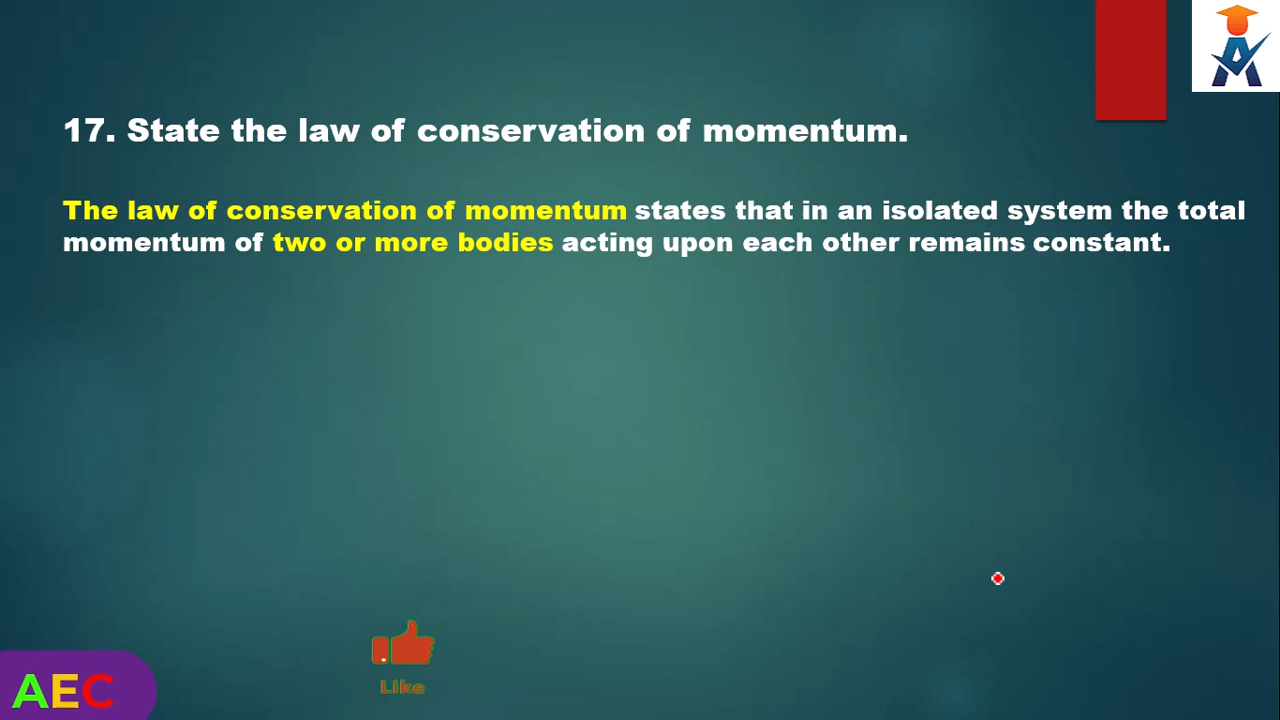 17. State the law of conservation of momentum.
The law of conservation of momentum states that in an isolated system the total
momentum of two or more bodies acting upon each other remains constant.
Like
AEC